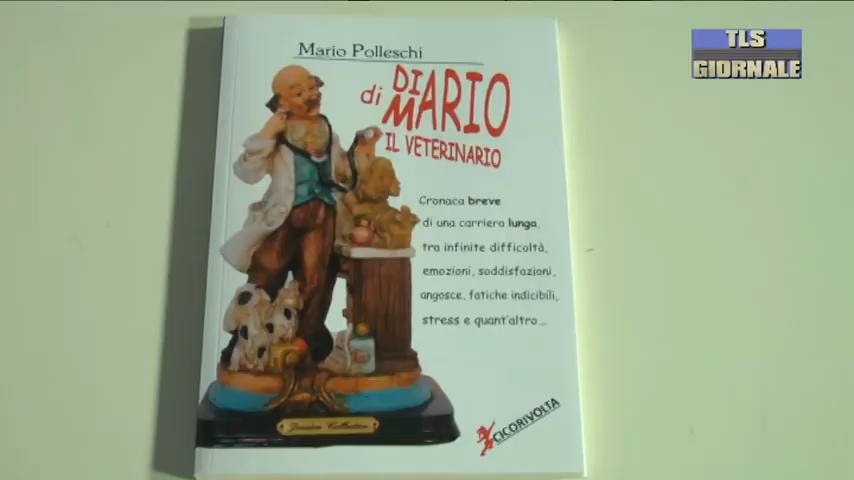 TLS
GIORNALE
Mario Polleschi
di DIARIO
MARIO
IL VETERINARIO
Cronaca breve
di una carriera lunga,
tra infinite difficoltà,
emozioni, soddisfazioni,
angosce, fatiche indicibili,
stress e quant'altro...
CICORIVOLTA